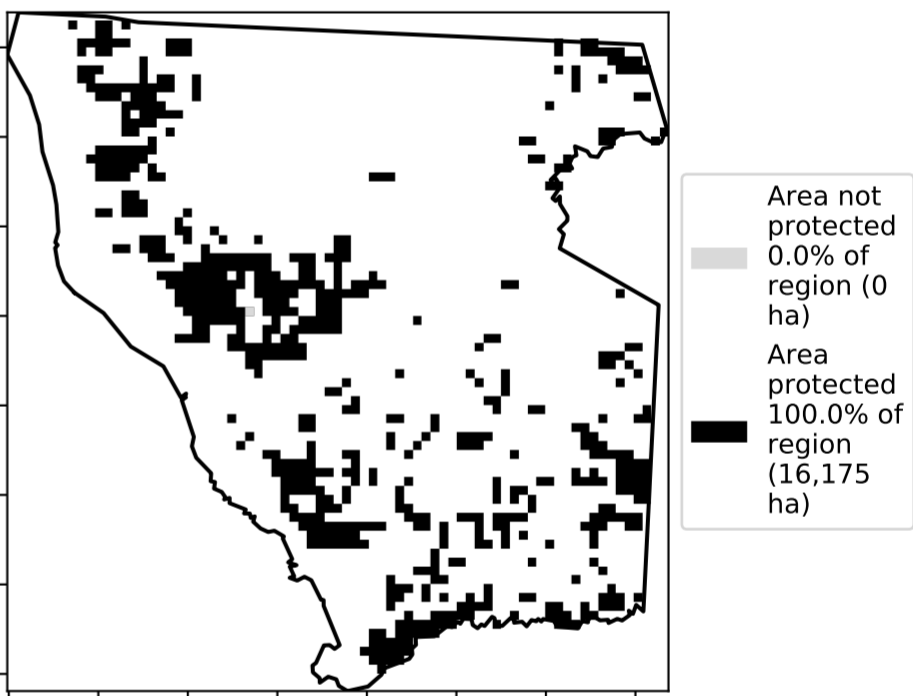 Area not
protected
0.0% of
region (0
ha)
Area
protected
100.0% of
region
(16,175
ha)